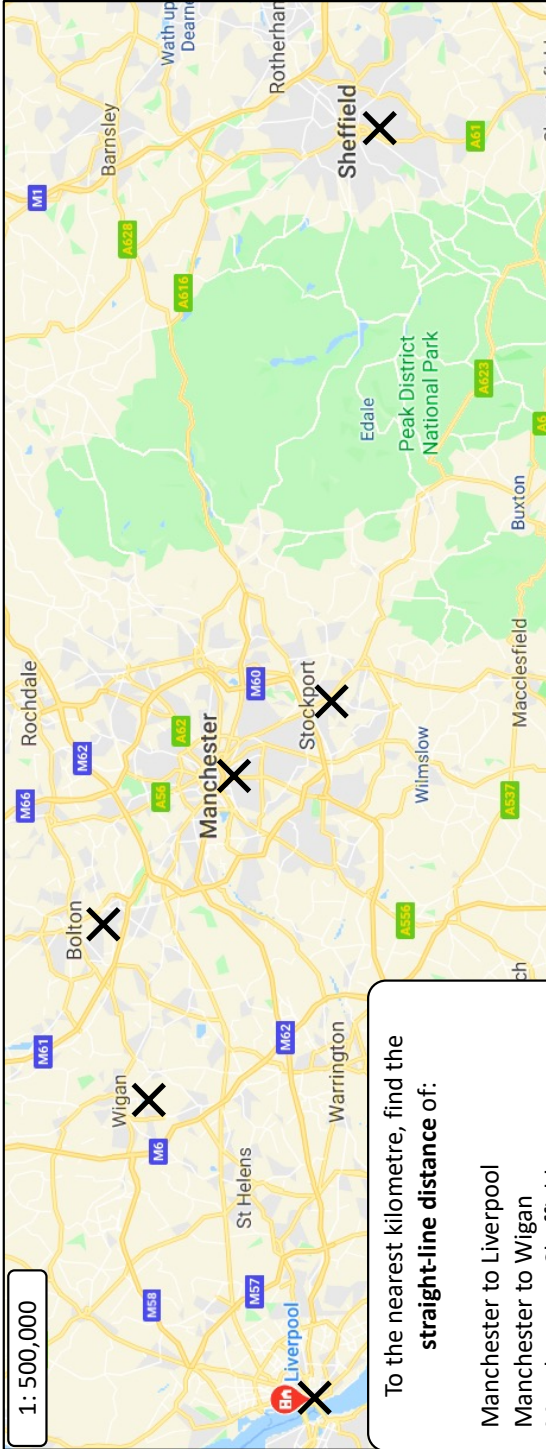 1: 500,000
M58
M57
Liverpool
M6
Wigan
St Helens
M61
M62
Warrington
Bolton
M66
M62
Rochdale
A56
A62
Manchester
M60
Stockport
A556
Wilmslow
A537
Macclesfield
Buxton
Edale
Peak District
National Park
A623
A6
A616
A628
M1
Barnsley
Wath up
Dearne
Rotherham
Sheffield
A61
ch
To the nearest kilometre, find the
straight-line distance of:
Manchester to Liverpool
Manchester to Wigan